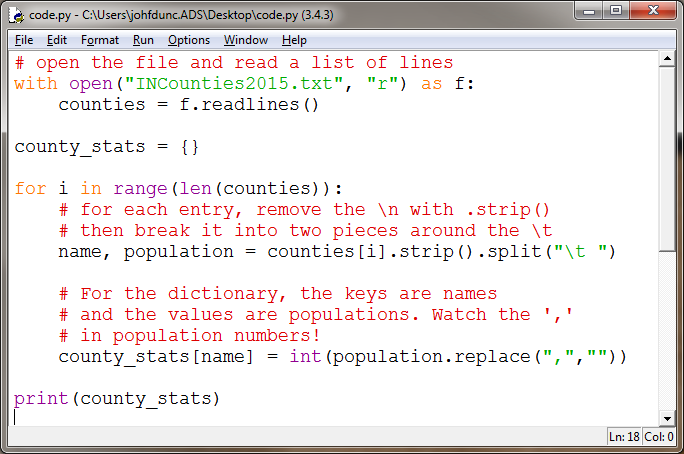 code.py - C:\Users\johfdunc.ADS\Desktop\code.py (3.4.3)
File Edit Format Run Options Window Help
# open the file and read a list of lines
with open("INCounties2015.txt", "r") as f:
    counties = f.readlines()

county_stats = {}

for i in range(len(counties)):
    # for each entry, remove the \n with .strip()
    # then break it into two pieces around the \t
    name, population = counties[i].strip().split("\t ")

    # For the dictionary, the keys are names
    # and the values are populations. Watch the ','
    # in population numbers!
    county_stats[name] = int(population.replace(",",""))

print(county_stats)
Ln: 18 Col: 0